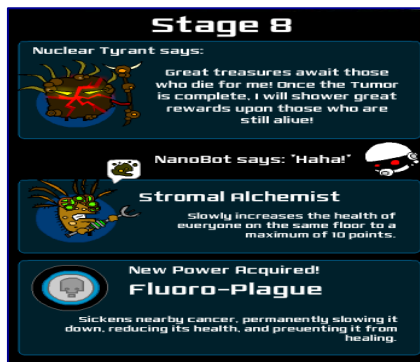 Stage 8
Nuclear Tyrant says:
Great treasures await those
who die for me! Once the Tumor
is complete, I will shower great
rewards upon those who are
still alive!
NanoBot says: "Haha!"
Stromal Alchemist
Slowly increases the health of
everyone on the same floor to a
maximum of 10 points.
New Power Acquired!
Fluoro-Plague
Sickens nearby cancer, permanently slowing it
down, reducing its health, and preventing it from
healing.